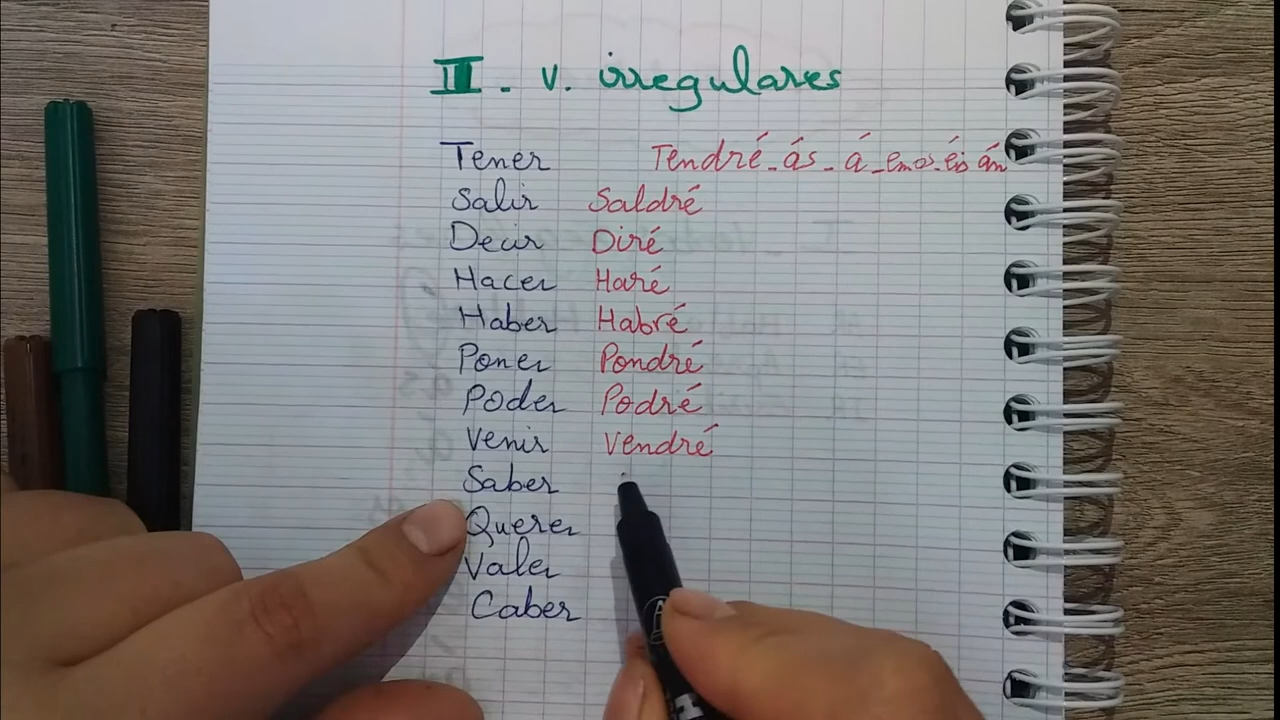 II. v. irregulares
Tener Tendré - ás - á - emos - éis án
Salir Saldré
Decir Diré
Hacer Haré
Haber Habré
Poner Pondré
Poder Podré
Venir Vendré
Saber
Querer
Valer
Caber